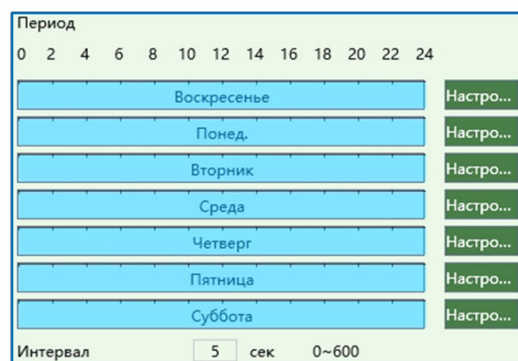 Период
0 2 4 6 8 10 12 14 16 18 20 22 24
Воскресенье Настро...
Понед. Настро...
Вторник Настро...
Среда Настро...
Четверг Настро...
Пятница Настро...
Суббота Настро...
Интервал 5 сек 0~600